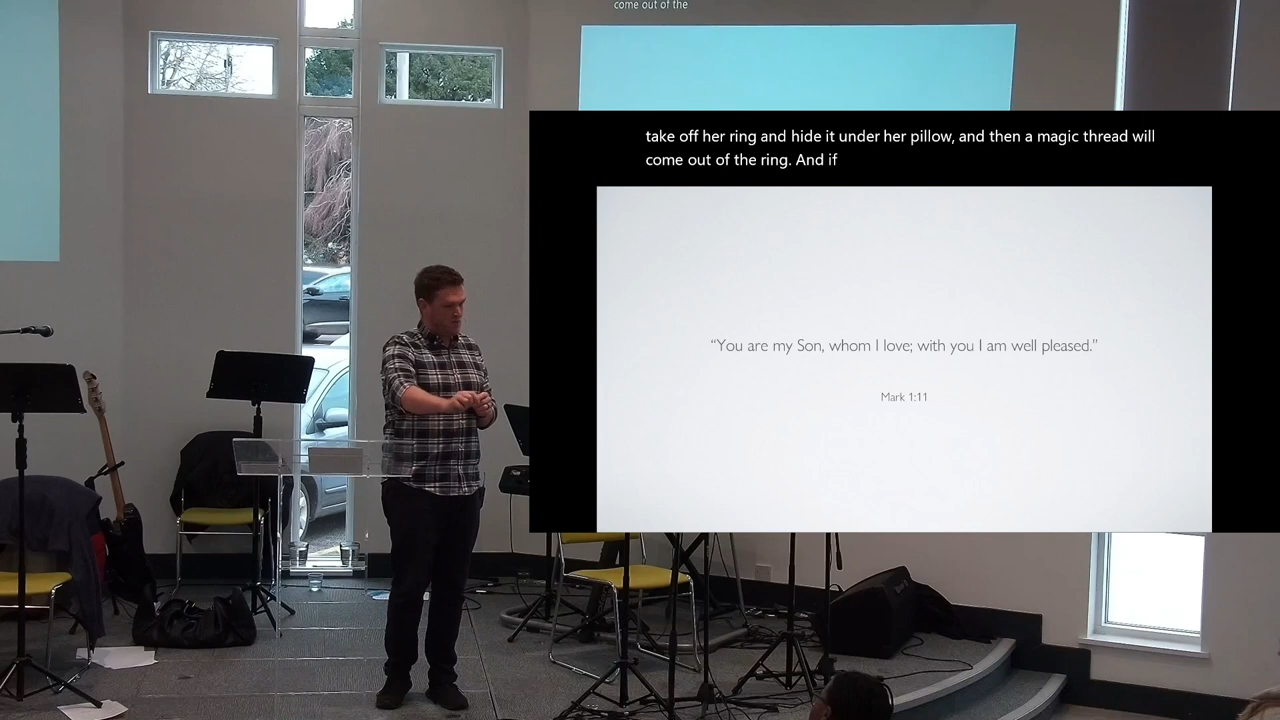 come out of the
take off her ring and hide it under her pillow, and then a magic thread will
come out of the ring. And if
“You are my Son, whom I love; with you I am well pleased.”
Mark 1:11